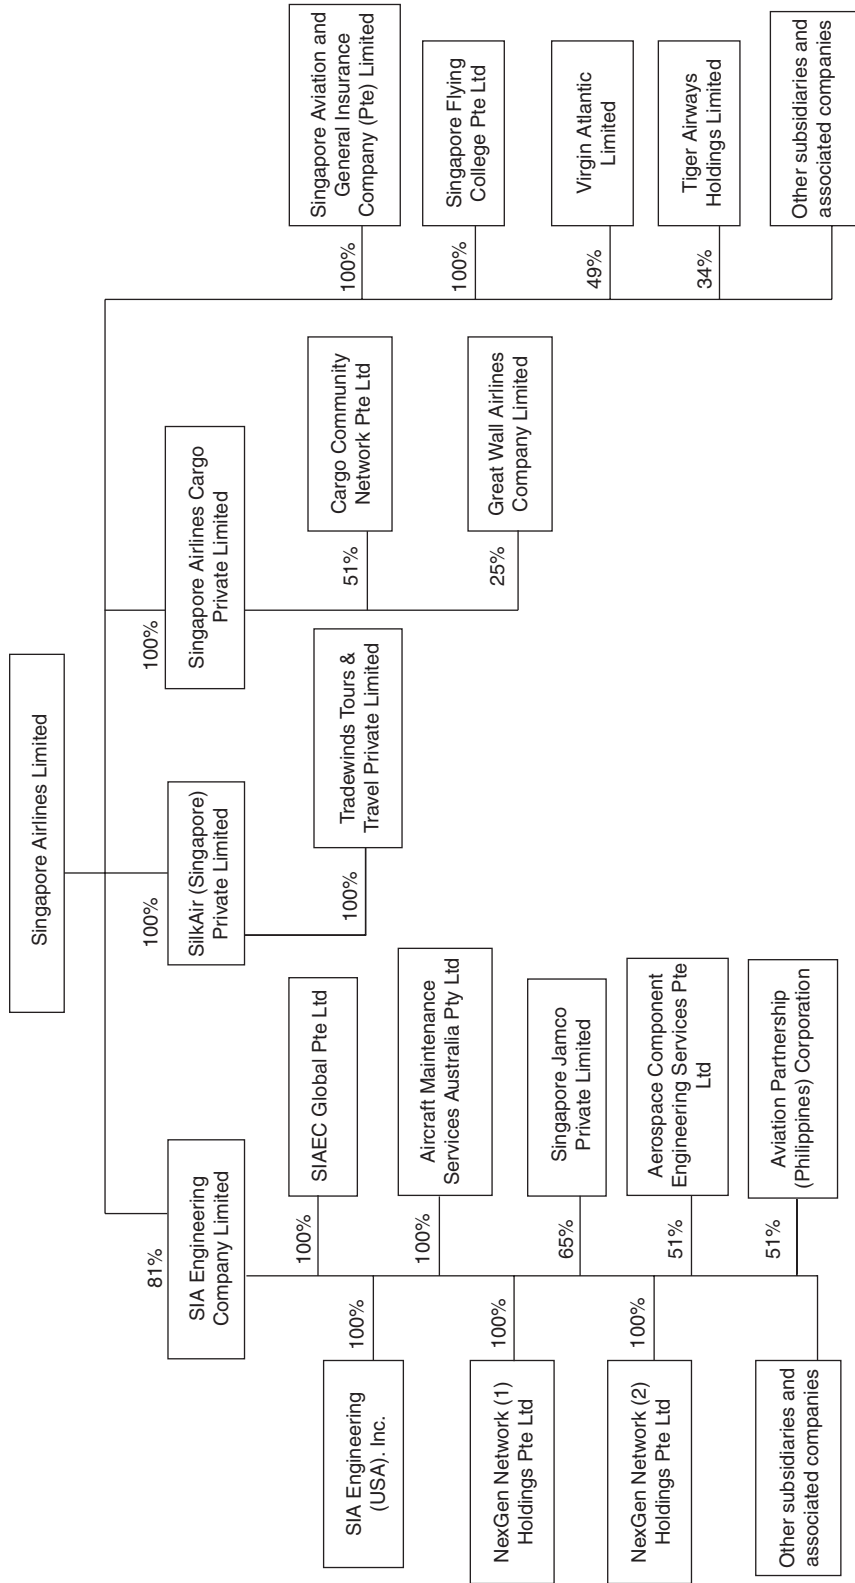 Singapore Airlines Limited
81%
SIA Engineering
Company Limited
100%
SilkAir (Singapore)
Private Limited
100%
Singapore Airlines Cargo
Private Limited
100%
SIAEC Global Pte Ltd
100%
SIA Engineering
(USA). Inc.
100%
Aircraft Maintenance
Services Australia Pty Ltd
100%
NexGen Network (1)
Holdings Pte Ltd
65%
Singapore Jamco
Private Limited
100%
NexGen Network (2)
Holdings Pte Ltd
51%
Aerospace Component
Engineering Services Pte
Ltd
51%
Aviation Partnership
(Philippines) Corporation
Other subsidiaries and
associated companies
100%
Tradewinds Tours &
Travel Private Limited
51%
Cargo Community
Network Pte Ltd
25%
Great Wall Airlines
Company Limited
100%
Singapore Aviation and
General Insurance
Company (Pte) Limited
100%
Singapore Flying
College Pte Ltd
49%
Virgin Atlantic
Limited
34%
Tiger Airways
Holdings Limited
Other subsidiaries and
associated companies